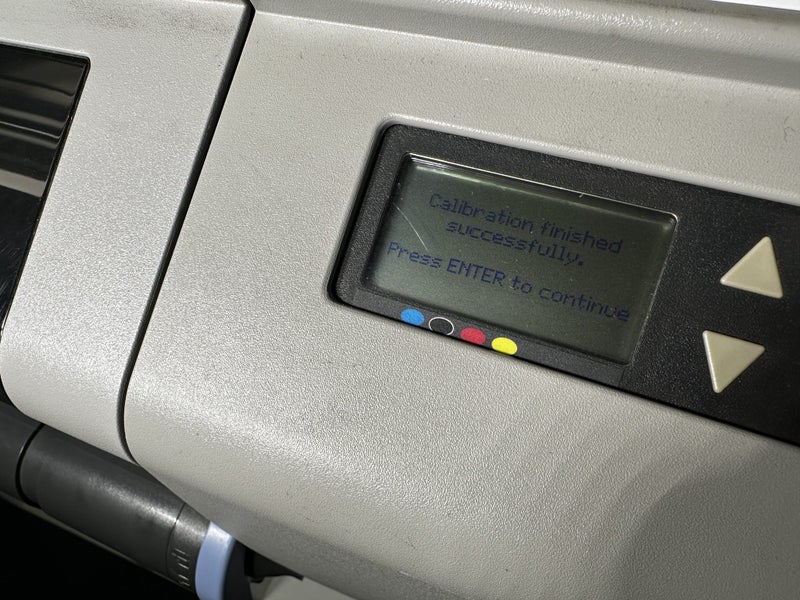 Calibration finished
successfully.
Press ENTER to continue